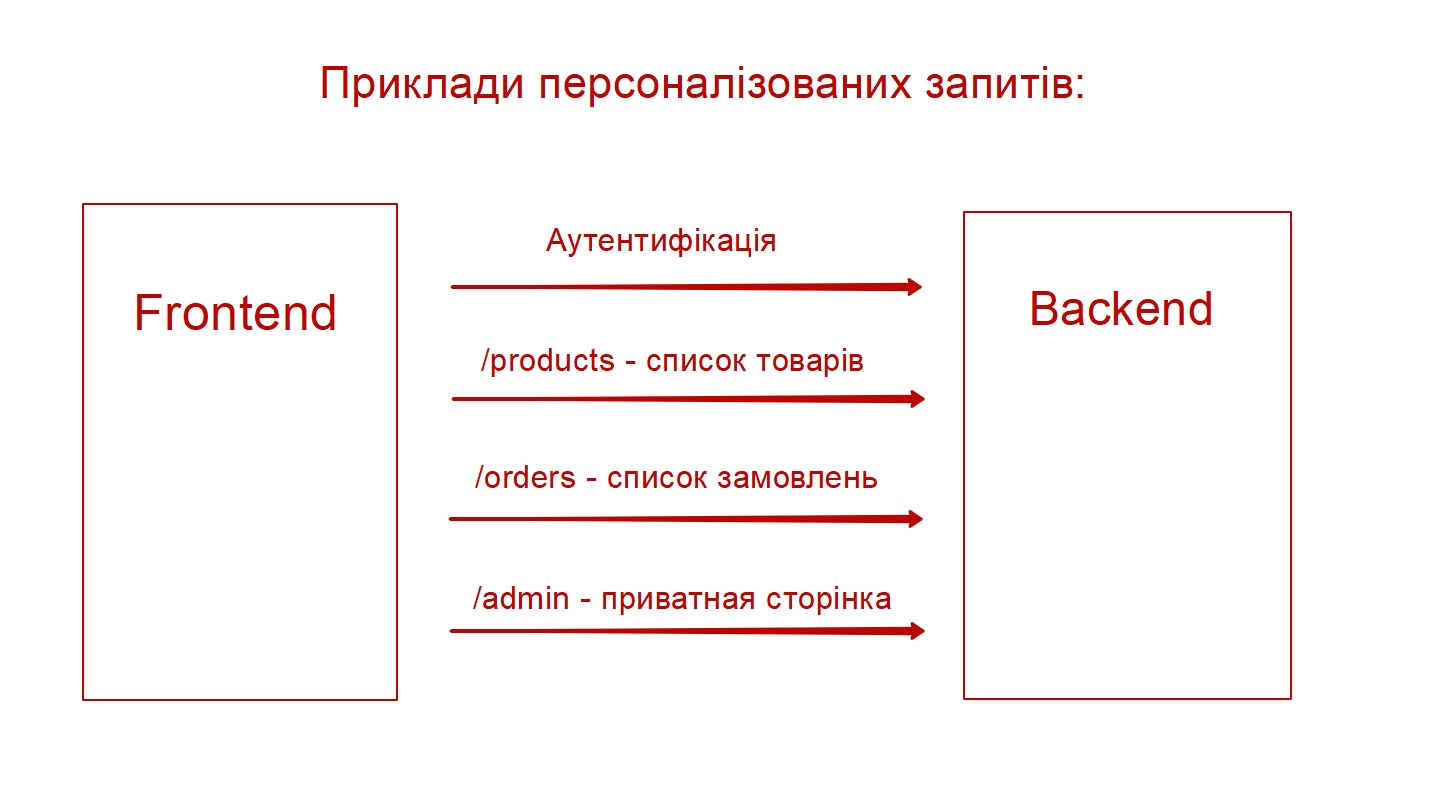 Приклади персоналізованих запитів:
Аутентифікація
Frontend
Backend
/products - список товарів
/orders - список замовлень
/admin - приватная сторінка